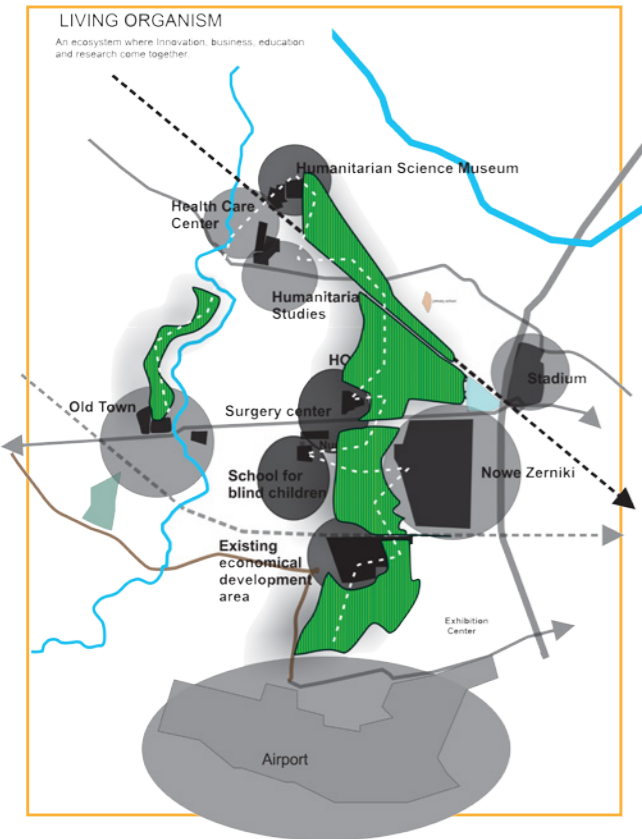 LIVING ORGANISM
An ecosystem where Innovation, business, education
and research come together.
Humanitarian Science Museum
Health Care
Center
Humanitaria
Studies
HO
Stadium
Old Town
Surgery center
Nu
School for
blind children
Nowe Zerniki
Existing
economical
development
area
Exhibition
Center
Airport